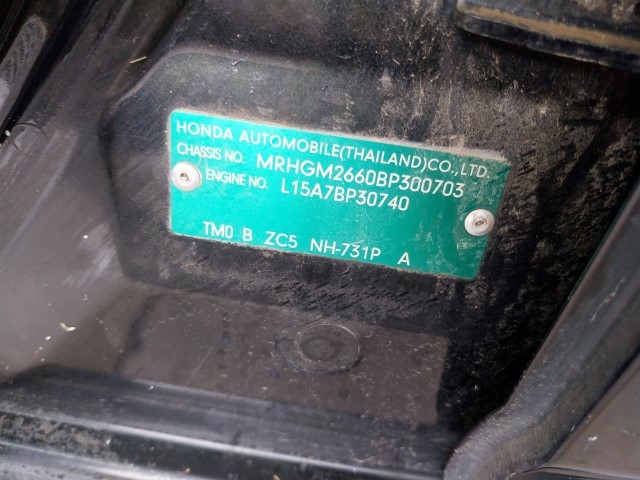 HONDA AUTOMOBILE(THAILAND)CO.,LTD.
CHASSIS NO. MRHGM2660BP300703
ENGINE NO. L15A7BP30740
TM0 B ZC5 NH-731P A